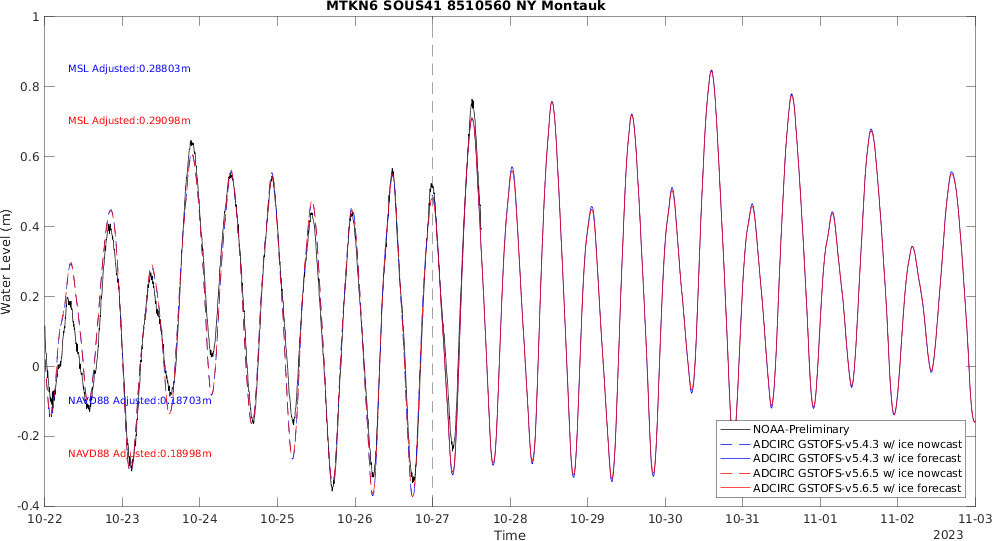 MTKN6 SOUS41 8510560 NY Montauk
1
0.8
0.6
0.4
0.2
0
-0.2
-0.4
Water Level (m)
MSL Adjusted:0.28803m
MSL Adjusted:0.29098m
NAVD88 Adjusted:0.18703m
NAVD88 Adjusted:0.18998m
NOAA-Preliminary
ADCIRC GSTOFS-v5.4.3 w/ ice nowcast
ADCIRC GSTOFS-v5.4.3 w/ ice forecast
ADCIRC GSTOFS-v5.6.5 w/ ice nowcast
ADCIRC GSTOFS-v5.6.5 w/ ice forecast
10-22 10-23 10-24 10-25 10-26 10-27 10-28 10-29 10-30 10-31 11-01 11-02 11-03
Time
2023